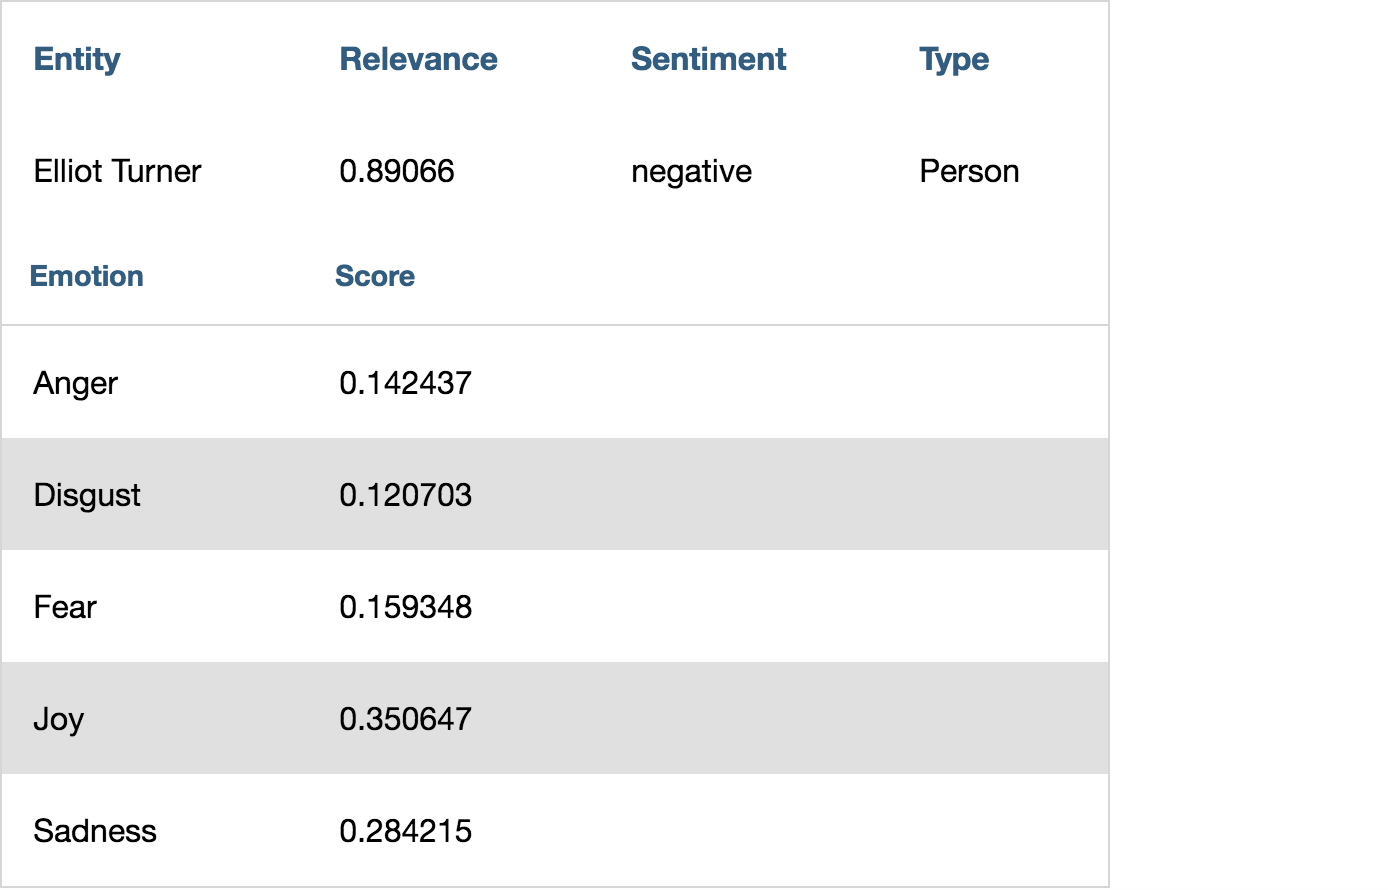 Entity Relevance Sentiment Type
Elliot Turner 0.89066 negative Person
Emotion Score
Anger 0.142437
Disgust 0.120703
Fear 0.159348
Joy 0.350647
Sadness 0.284215